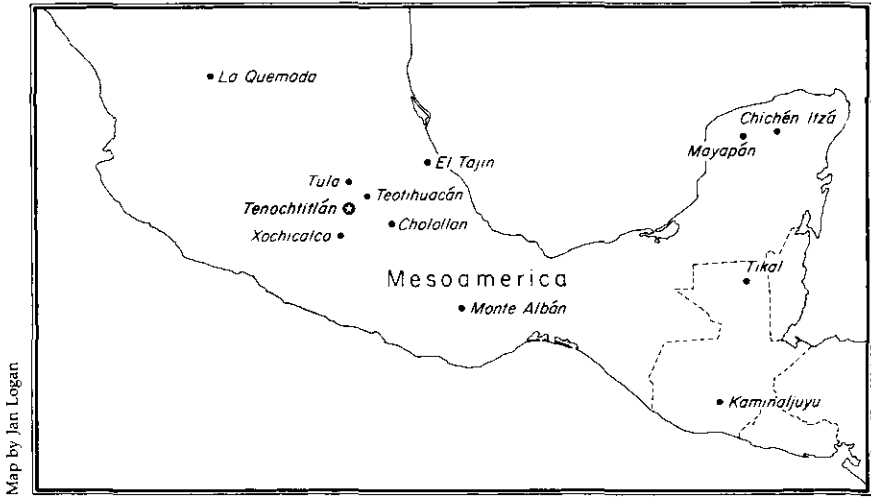 La Quemada
Chichén Itzá
Mayapán
El Tajín
Tula
Teotihuacán
Tenochtitlán
Cholollan
Xochicalco
Tikal
Mesoamerica
Monte Albán
Kaminaljuyu
Map by Jan Logan